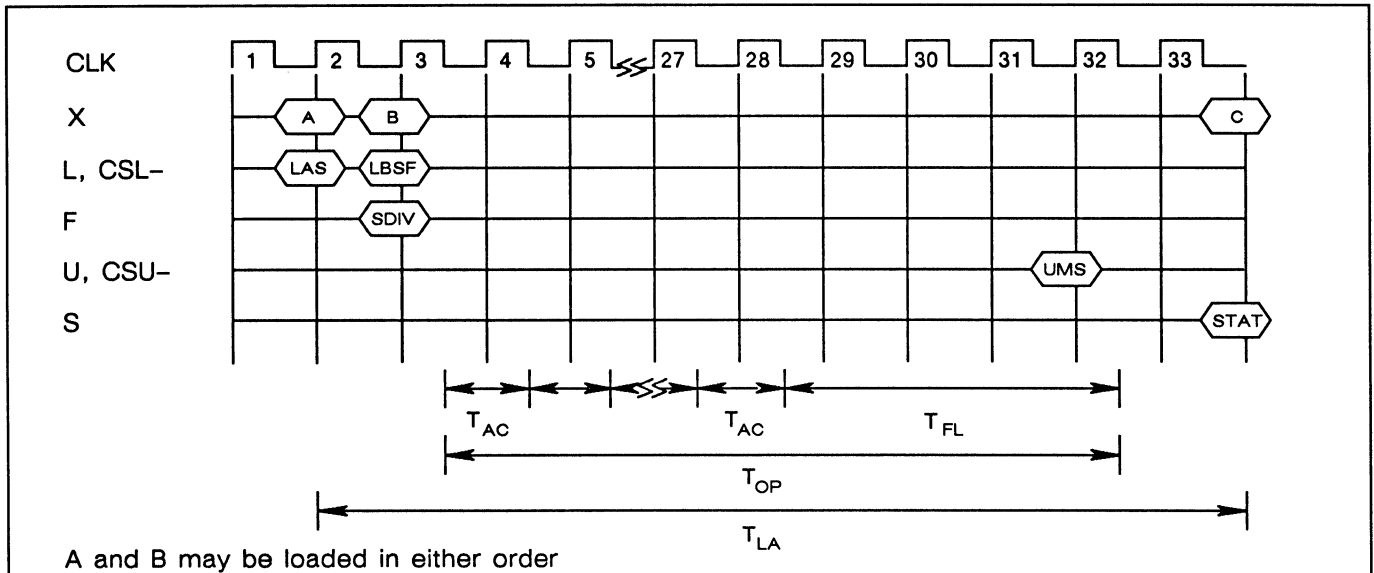 CLK 1 2 3 4 5 27 28 29 30 31 32 33
X A B C
L, CSL- LAS LBSF
F SDIV
U, CSU- UMS
S STAT
TAC TAC TFL
TOP
TLA
A and B may be loaded in either order